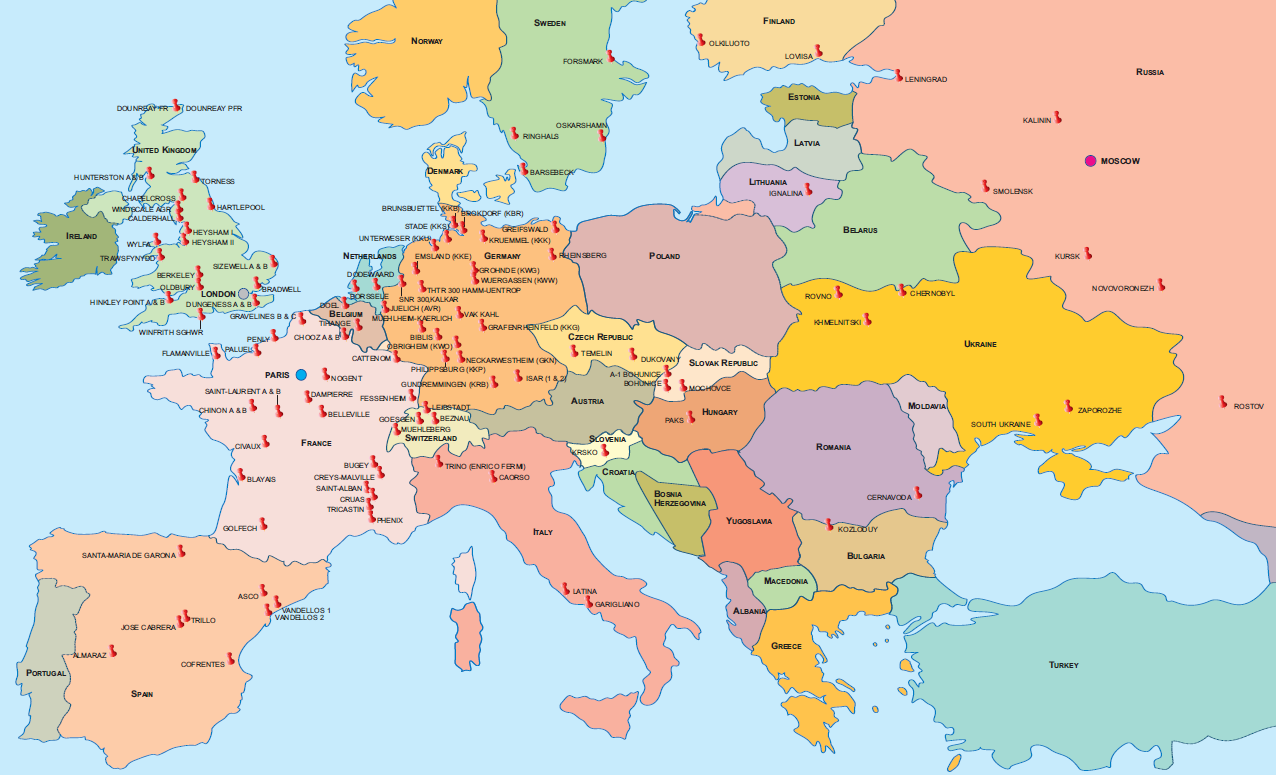 SWEDEN
FINLAND
NORWAY
OLKILUOTO
LOVIISA
FORSMARK
RUSSIA
LENINGRAD
ESTONIA
DOUNREAY FR
DOUNREAY PFR
KALININ
OSKARSHAMN
RINGHALS
LATVIA
UNITED KINGDOM
MOSCOW
DENMARK
BARSEBECK
HUNTERSTON A & B
TORNESS
LITHUANIA
IGNALINA
SMOLENSK
CHAPELCROSS
WINDSCALE AGR
HARTLEPOOL
CALDERHALL
BRUNSBUETTEL (KKB)
BROKDORF (KBR)
STADE (KKS)
GREIFSWALD
BELARUS
IRELAND
HEYSHAM I
HEYSHAM II
UNTERWESER (KKU)
KRUEMMEL (KKK)
WYLFA
TRAWSFYNYDD
NETHERLANDS
EMSLAND (KKE)
GERMANY
RHEINSBERG
POLAND
KURSK
SIZEWELL A & B
BERKELEY
DODEWAARD
GROHNDE (KWG)
WUERGASSEN (KWW)
OLDBURY
BRADWELL
THTR 300 HAMM-UENTROP
NOVOVORONEZH
LONDON
BORSSELE
SNR 300, KALKAR
ROVNO
CHERNOBYL
HINKLEY POINT A & B
DUNGENESS A & B
DOEL
JUELICH (AVR)
BELGIUM
GRAVELINES B & C
MUEHLHEIM-KAERLICH
VAK KAHL
TIHANGE
KHMELNITSKI
WINFRITH SGHWR
GRAFENRHEINFELD (KKG)
PENLY
CHOOZ A & B
BIBLIS
CZECH REPUBLIC
UKRAINE
OBRIGHEIM (KWO)
FLAMANVILLE
PALUEL
CATTENOM
NECKARWESTHEIM (GKN)
TEMELIN
DUKOVANY
SLOVAK REPUBLIC
PHILIPPSBURG (KKP)
PARIS
NOGENT
A-1 BOHUNICE
GUNDREMMINGEN (KRB)
ISAR (1 & 2)
BOHUNICE
MOCHOVCE
SAINT-LAURENT A & B
DAMPIERRE
FESSENHEIM
AUSTRIA
CHINON A & B
BELLEVILLE
LEIBSTADT
HUNGARY
MOLDAVIA
ZAPOROZHE
ROSTOV
GOESGEN
BEZNAU
PAKS
SOUTH UKRAINE
MUEHLEBERG
SWITZERLAND
CIVAUX
FRANCE
SLOVENIA
KRSKO
ROMANIA
BUGEY
TRINO (ENRICO FERMI)
CAORSO
CROATIA
BLAYAIS
CREYS-MALVILLE
SAINT-ALBAN
BOSNIA
HERZEGOVINA
CRUAS
CERNAVODA
TRICASTIN
PHENIX
YUGOSLAVIA
GOLFECH
ITALY
KOZLODUY
SANTA-MARIA DE GARONA
BULGARIA
MACEDONIA
ASCO
LATINA
GARIGLIANO
VANDELLOS 1
VANDELLOS 2
ALBANIA
TRILLO
JOSE CABRERA
ALMARAZ
COFRENTES
GREECE
TURKEY
PORTUGAL
SPAIN